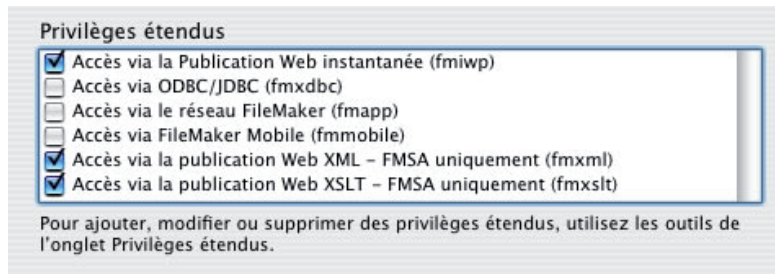 Privilèges étendus
Accès via la Publication Web instantanée (fmiwp)
Accès via ODBC/JDBC (fmxdbc)
Accès via le réseau FileMaker (fmapp)
Accès via FileMaker Mobile (fmmobile)
Accès via la publication Web XML – FMSA uniquement (fmxml)
Accès via la publication Web XSLT – FMSA uniquement (fmxslt)
Pour ajouter, modifier ou supprimer des privilèges étendus, utilisez les outils de
l'onglet Privilèges étendus.